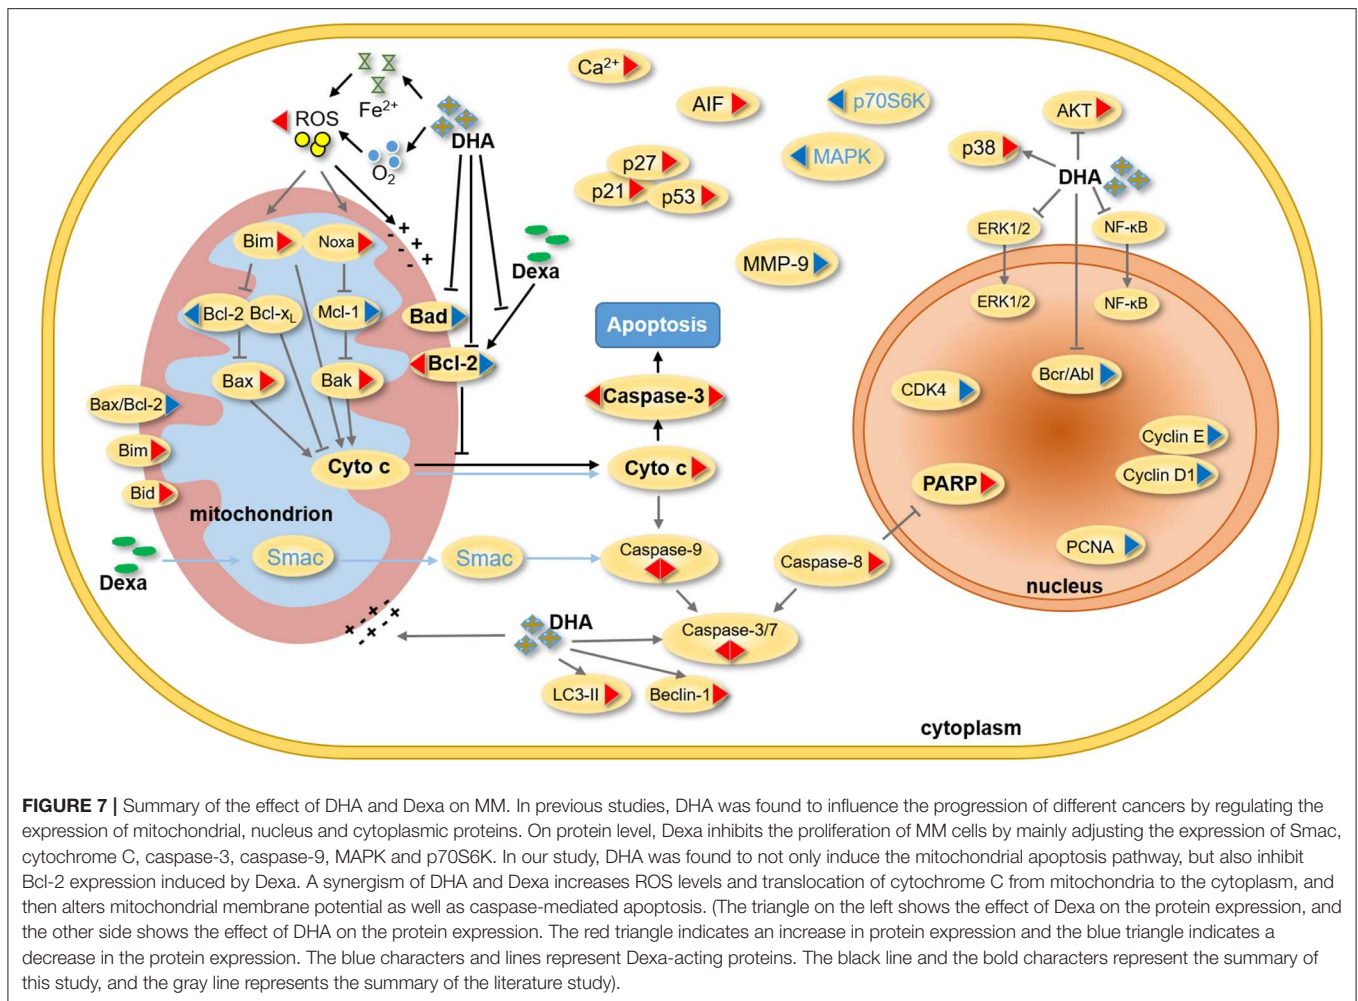 Ca2+
AIF
p70S6K
MAPK
AKT
p38
DHA
ROS
Fe2+
DHA
O2
p27
p21
p53
ERK1/2
NF-κB
Bim
Noxa
Dexa
MMP-9
ERK1/2
NF-κB
Bcl-2
Bcl-xL
Mcl-1
Bad
Apoptosis
Bcl-2
Bcr/Abl
Bax
Bak
CDK4
Bax/Bcl-2
Caspase-3
Cyclin E
Bim
Cyto c
Cyto c
Cyclin D1
Bid
PARP
mitochondrion
Smac
Smac
Caspase-9
Caspase-8
PCNA
Dexa
nucleus
DHA
Caspase-3/7
LC3-II
Beclin-1
cytoplasm
FIGURE 7 | Summary of the effect of DHA and Dexa on MM. In previous studies, DHA was found to influence the progression of different cancers by regulating the
expression of mitochondrial, nucleus and cytoplasmic proteins. On protein level, Dexa inhibits the proliferation of MM cells by mainly adjusting the expression of Smac,
cytochrome C, caspase-3, caspase-9, MAPK and p70S6K. In our study, DHA was found to not only induce the mitochondrial apoptosis pathway, but also inhibit
Bcl-2 expression induced by Dexa. A synergism of DHA and Dexa increases ROS levels and translocation of cytochrome C from mitochondria to the cytoplasm, and
then alters mitochondrial membrane potential as well as caspase-mediated apoptosis. (The triangle on the left shows the effect of Dexa on the protein expression, and
the other side shows the effect of DHA on the protein expression. The red triangle indicates an increase in protein expression and the blue triangle indicates a
decrease in the protein expression. The blue characters and lines represent Dexa-acting proteins. The black line and the bold characters represent the summary of
this study, and the gray line represents the summary of the literature study).